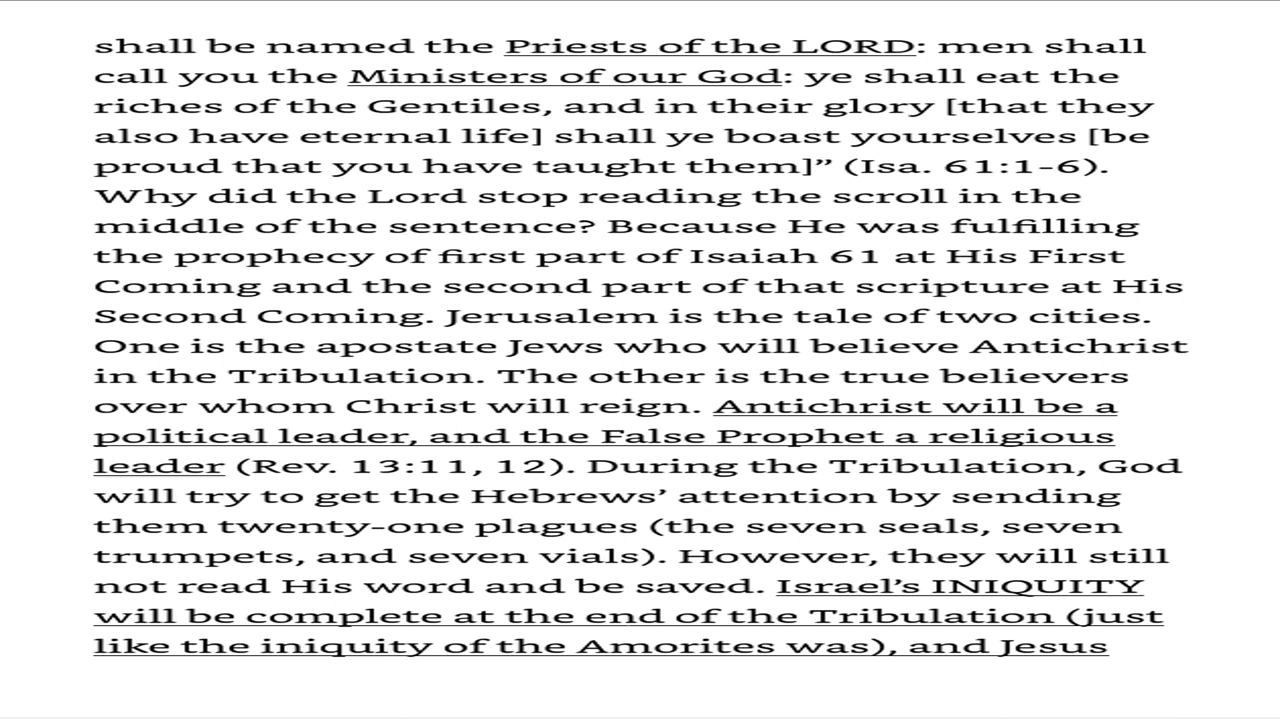 shall be named the Priests of the LORD: men shall
call you the Ministers of our God: ye shall eat the
riches of the Gentiles, and in their glory [that they
also have eternal life] shall ye boast yourselves [be
proud that you have taught them]” (Isa. 61:1-6).
Why did the Lord stop reading the scroll in the
middle of the sentence? Because He was fulfilling
the prophecy of first part of Isaiah 61 at His First
Coming and the second part of that scripture at His
Second Coming. Jerusalem is the tale of two cities.
One is the apostate Jews who will believe Antichrist
in the Tribulation. The other is the true believers
over whom Christ will reign. Antichrist will be a
political leader, and the False Prophet a religious
leader (Rev. 13:11, 12). During the Tribulation, God
will try to get the Hebrews’ attention by sending
them twenty-one plagues (the seven seals, seven
trumpets, and seven vials). However, they will still
not read His word and be saved. Israel’s INIQUITY
will be complete at the end of the Tribulation (just
like the iniquity of the Amorites was), and Jesus